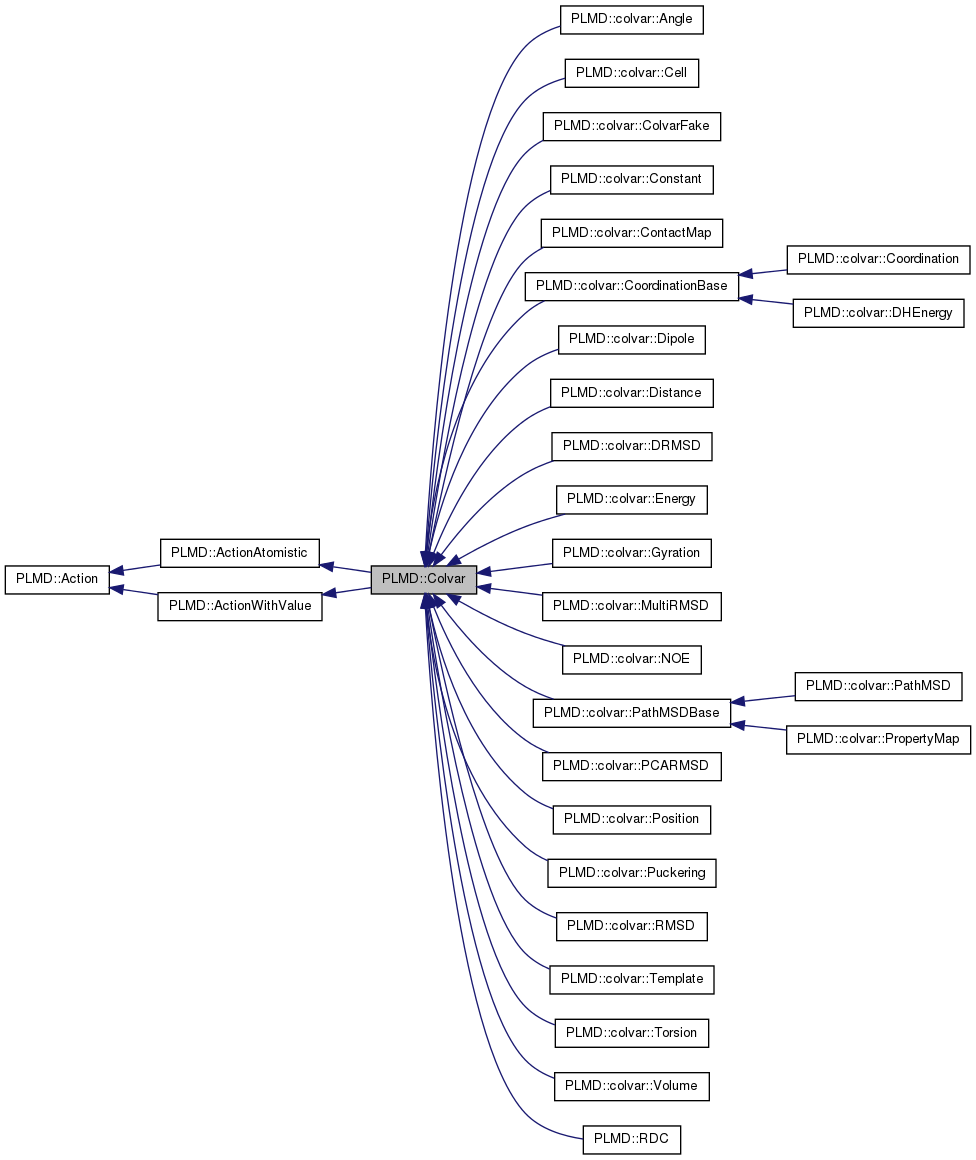 PLMD::colvar::Angle
PLMD::colvar::Cell
PLMD::colvar::ColvarFake
PLMD::colvar::Constant
PLMD::colvar::ContactMap
PLMD::colvar::Coordination
PLMD::colvar::CoordinationBase
PLMD::colvar::DHEnergy
PLMD::colvar::Dipole
PLMD::colvar::Distance
PLMD::colvar::DRMSD
PLMD::colvar::Energy
PLMD::ActionAtomistic
PLMD::colvar::Gyration
PLMD::Action
PLMD::Colvar
PLMD::ActionWithValue
PLMD::colvar::MultiRMSD
PLMD::colvar::NOE
PLMD::colvar::PathMSD
PLMD::colvar::PathMSDBase
PLMD::colvar::PropertyMap
PLMD::colvar::PCARMSD
PLMD::colvar::Position
PLMD::colvar::Puckering
PLMD::colvar::RMSD
PLMD::colvar::Template
PLMD::colvar::Torsion
PLMD::colvar::Volume
PLMD::RDC